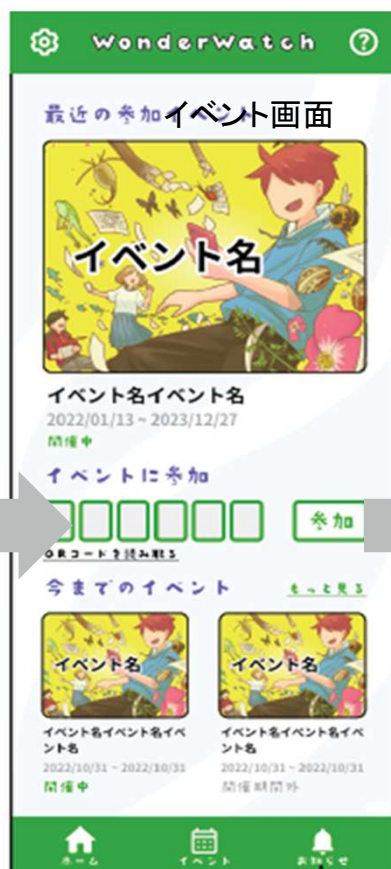 WonderWatch
イベント画面
最近の参加イベント
イベント名
イベント名イベント名
2022/01/13 ~ 2023/12/27
開催中
イベントに参加
参加
QRコードを読み取る
今までのイベント
もっと見る
イベント名 イベント名
イベント名イベント名イベ イベント名イベント名イベ
ント名 ント名
2022/10/31 ~ 2022/10/31 2022/10/31 ~ 2022/10/31
開催中 開催期間外
ホーム イベント お知らせ